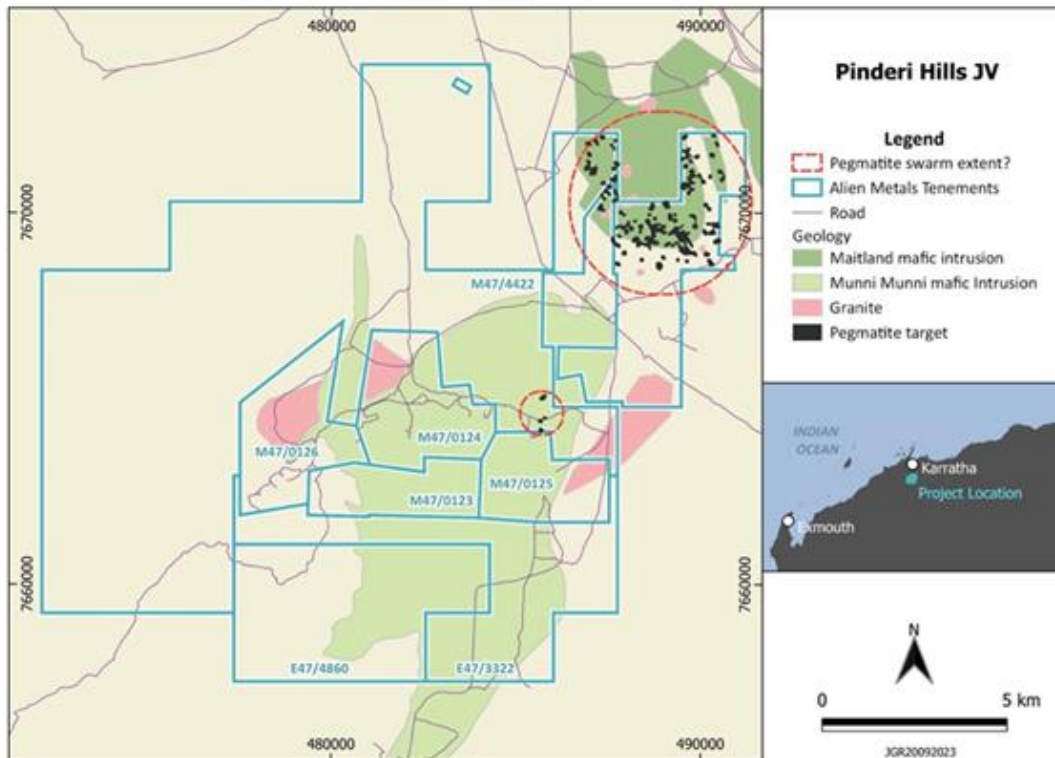 480000
490000
7670000
7670000
M47/4422
M47/0126
M47/0124
M47/0123
M47/0125
7660000
7660000
E47/4860
E47/3322
480000
490000
Pinderi Hills JV
Legend
Pegmatite swarm extent?
Alien Metals Tenements
Road
Geology
Maitland mafic intrusion
Munni Munni mafic Intrusion
Granite
Pegmatite target
INDIAN
OCEAN
Karratha
Project Location
Exmouth
N
0 5 km
JGR20092023